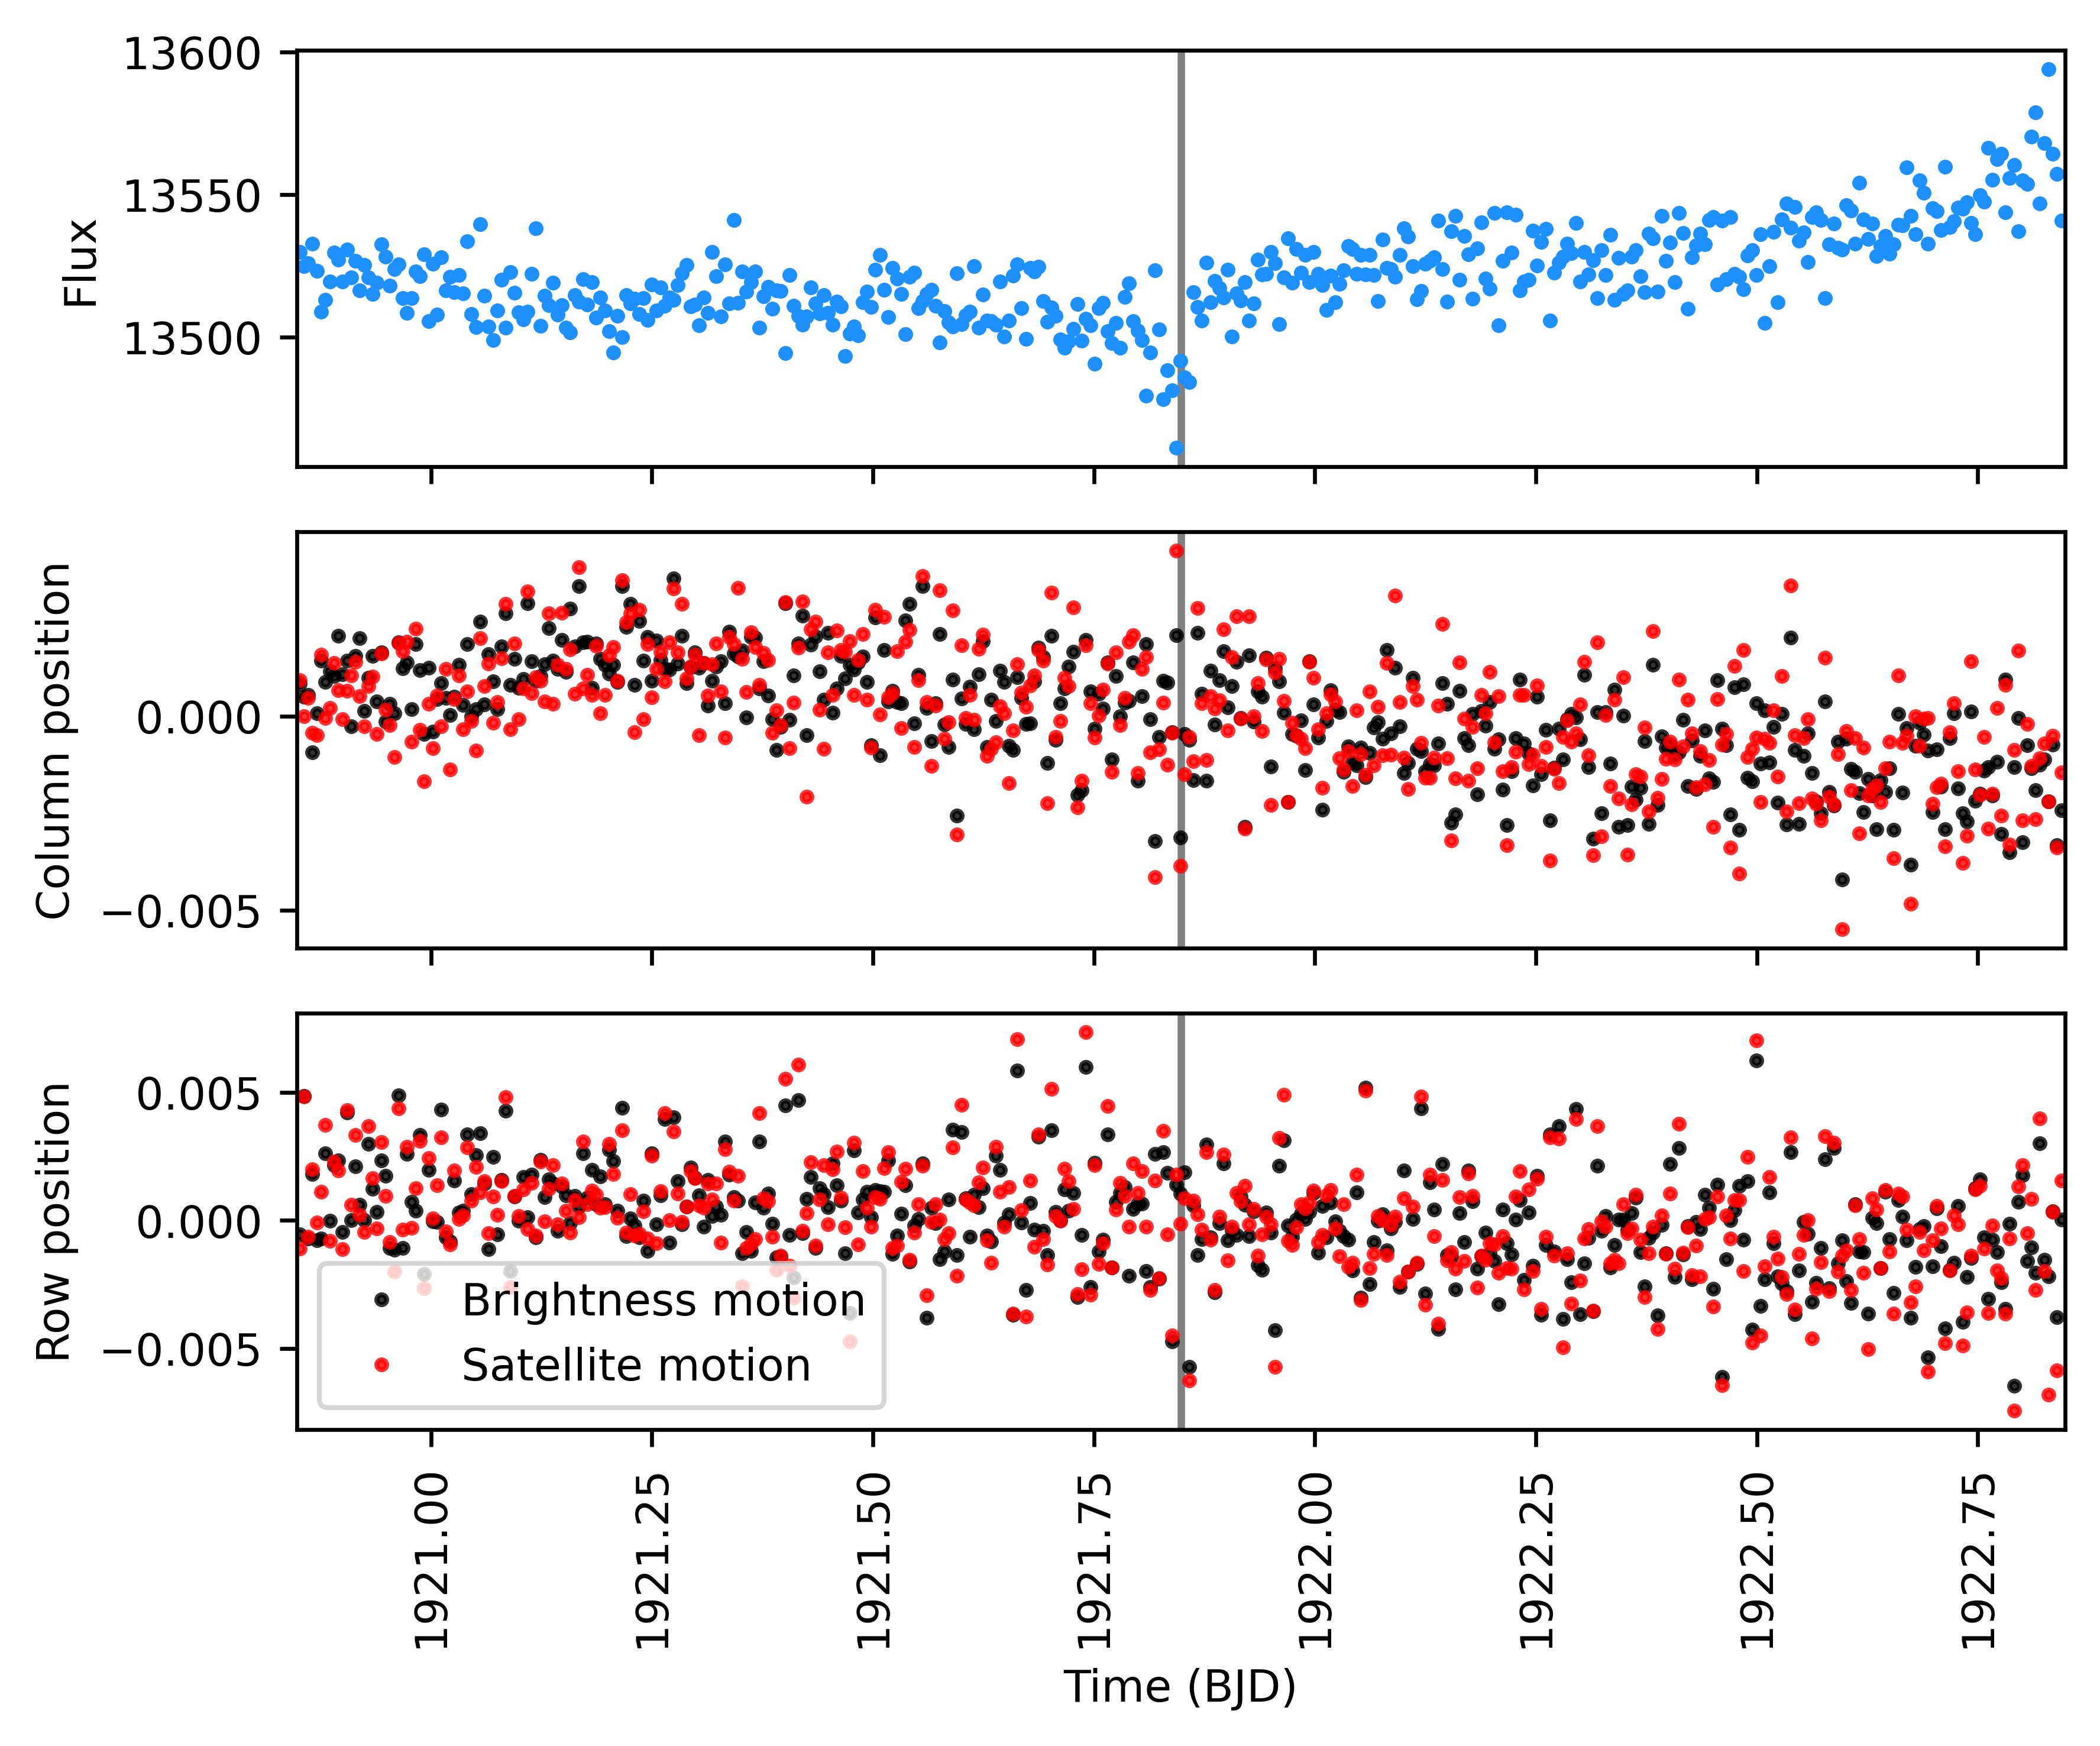 13600
13550
13500
Flux
0.000
−0.005
Column position
0.005
0.000
−0.005
Row position
Brightness motion
Satellite motion
1921.00
1921.25
1921.50
1921.75
1922.00
1922.25
1922.50
1922.75
Time (BJD)